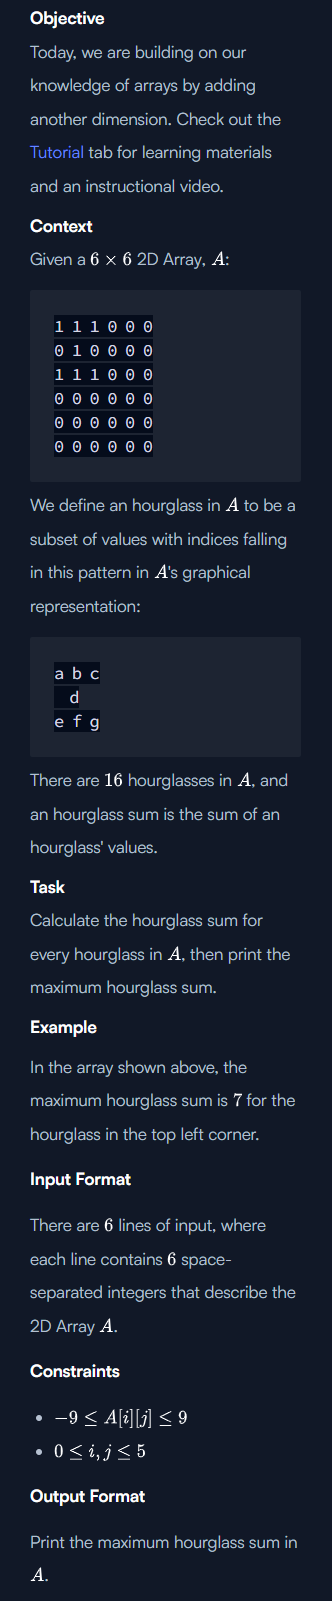 Objective
Today, we are building on our
knowledge of arrays by adding
another dimension. Check out the
Tutorial tab for learning materials
and an instructional video.
Context
Given a 6 × 6 2D Array, A:
1 1 1 0 0 0
0 1 0 0 0 0
1 1 1 0 0 0
0 0 0 0 0 0
0 0 0 0 0 0
0 0 0 0 0 0
We define an hourglass in A to be a
subset of values with indices falling
in this pattern in A's graphical
representation:
a b c
  d
e f g
There are 16 hourglasses in A, and
an hourglass sum is the sum of an
hourglass' values.
Task
Calculate the hourglass sum for
every hourglass in A, then print the
maximum hourglass sum.
Example
In the array shown above, the
maximum hourglass sum is 7 for the
hourglass in the top left corner.
Input Format
There are 6 lines of input, where
each line contains 6 space-
separated integers that describe the
2D Array A.
Constraints
• −9 ≤ A[i][j] ≤ 9
• 0 ≤ i, j ≤ 5
Output Format
Print the maximum hourglass sum in
A.